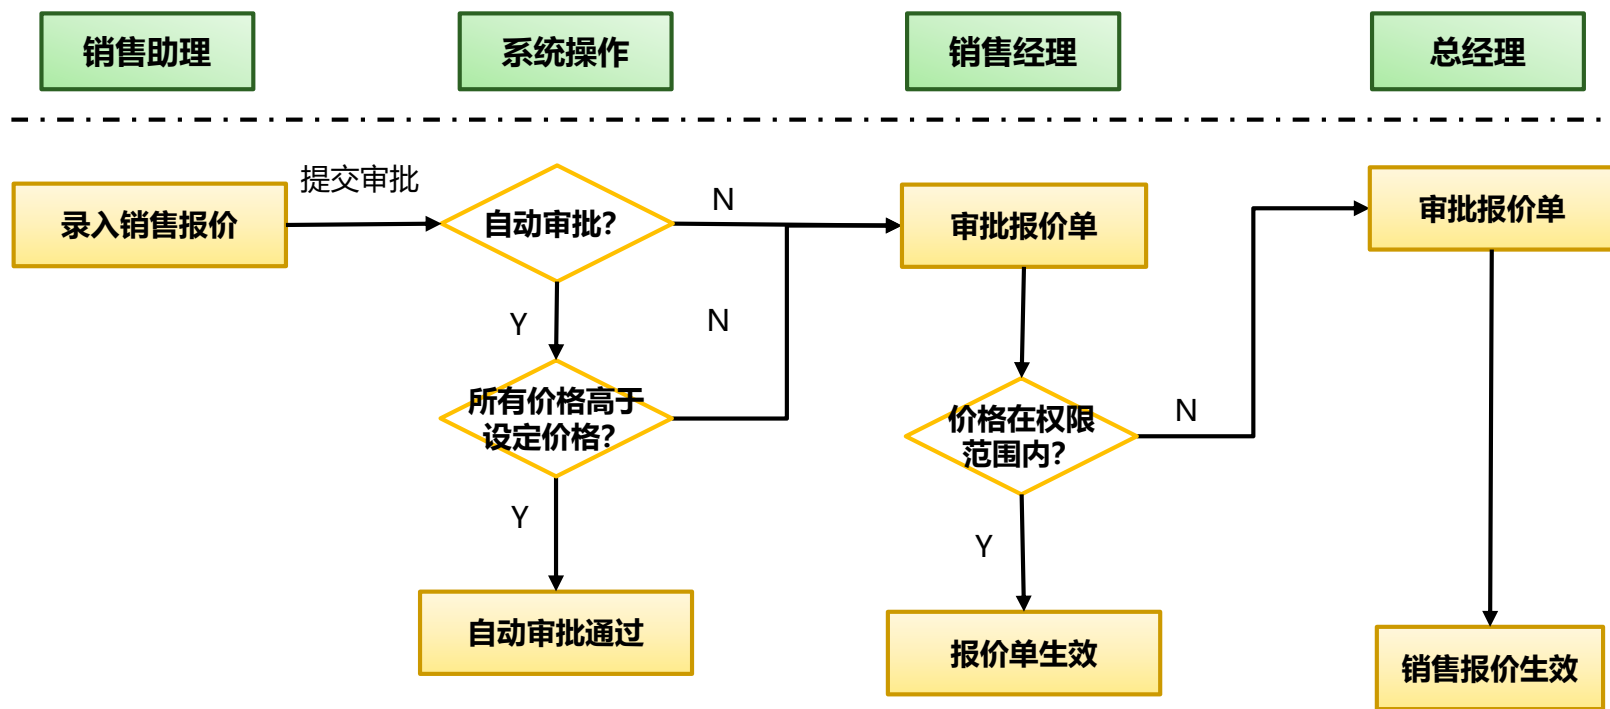 销售助理
系统操作
销售经理
总经理
提交审批
录入销售报价
自动审批?
N
审批报价单
审批报价单
Y
N
所有价格高于
设定价格?
价格在权限
范围内?
N
Y
Y
自动审批通过
报价单生效
销售报价生效